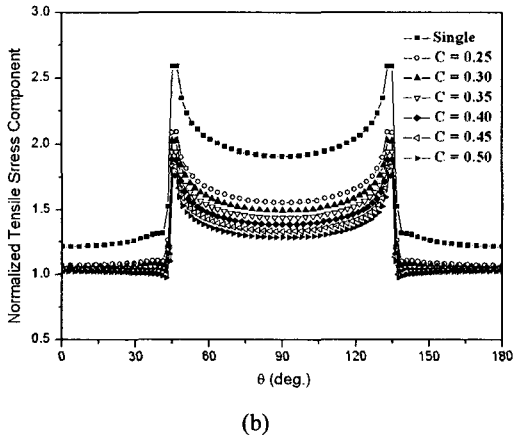 3.0
2.5
2.0
1.5
1.0
0.5
Normalized Tensile Stress Component
Single
C = 0.25
C = 0.30
C = 0.35
C = 0.40
C = 0.45
C = 0.50
0 30 60 90 120 150 180
θ (deg.)
(b)